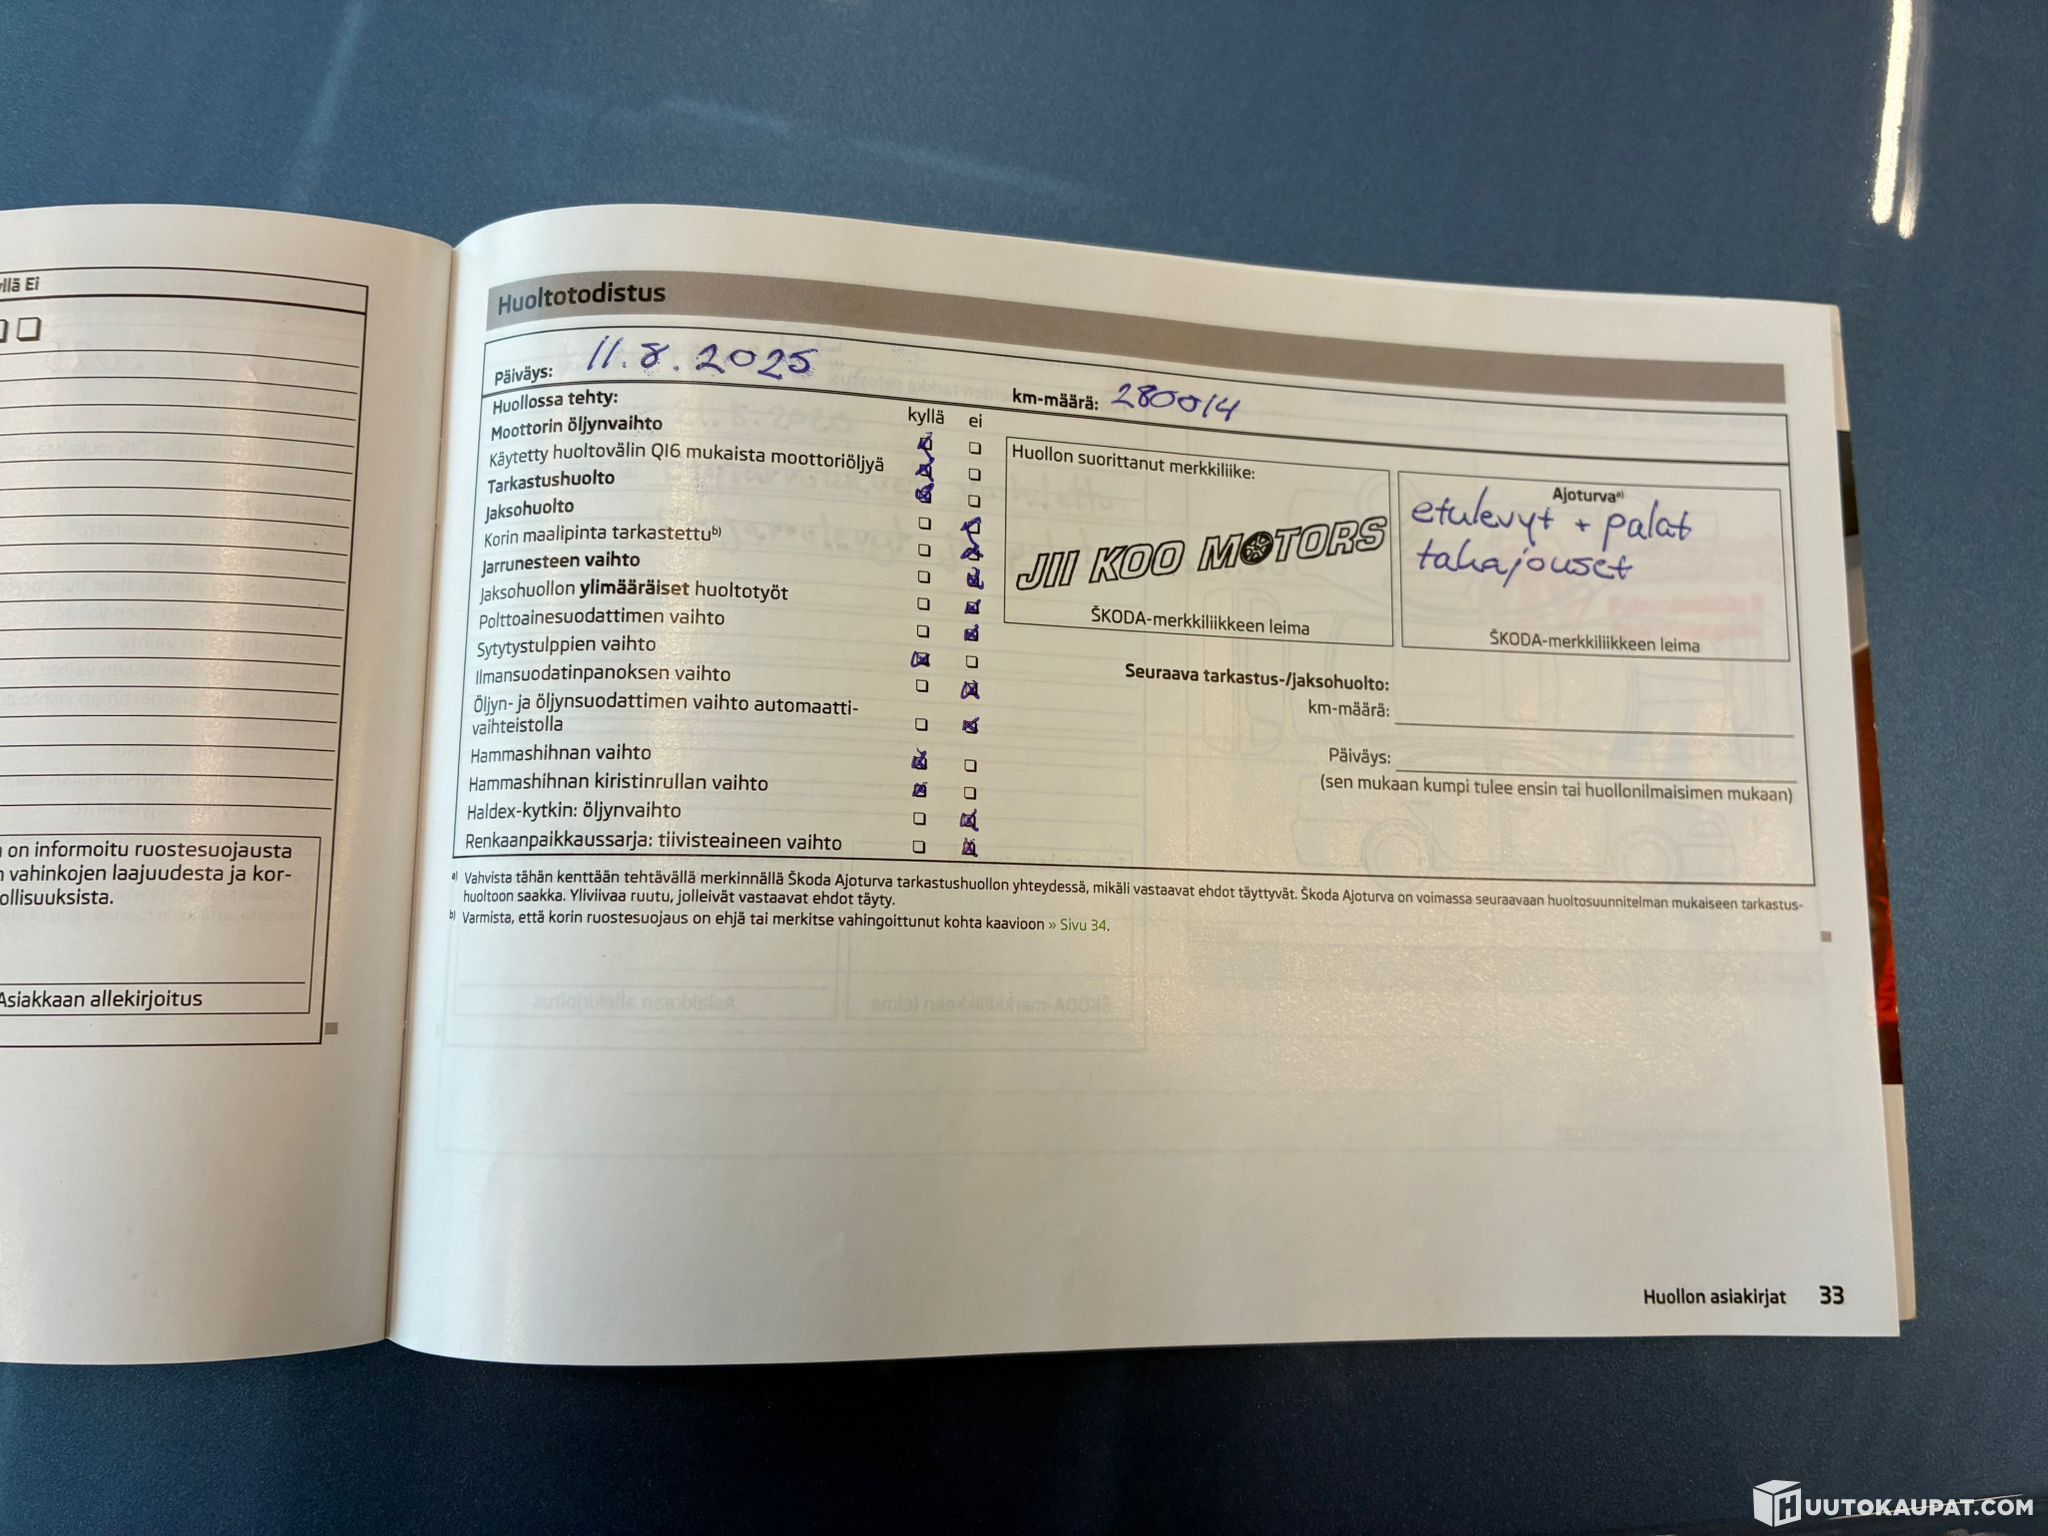 yllä Ei
on informoitu ruostesuojausta
n vahinkojen laajuudesta ja kor-
ollisuuksista.
Asiakkaan allekirjoitus
Huoltotodistus
Päiväys: 11.8.2025
km-määrä: 280014
Huollossa tehty: kyllä ei
Moottorin öljynvaihto
Käytetty huoltovälin QI6 mukaista moottoriöljyä
Tarkastushuolto
Jaksohuolto
Korin maalipinta tarkastettu b)
Jarrunesteen vaihto
Jaksohuollon ylimääräiset huoltotyöt
Polttoainesuodattimen vaihto
Sytytystulppien vaihto
Ilmansuodatinpanoksen vaihto
Öljyn- ja öljynsuodattimen vaihto automaatti-
vaihteistolla
Hammashihnan vaihto
Hammashihnan kiristinrullan vaihto
Haldex-kytkin: öljynvaihto
Renkaanpaikkaussarja: tiivisteaineen vaihto
Huollon suorittanut merkkiliike:
JII KOO MOTORS
ŠKODA-merkkiliikkeen leima
Ajoturva a)
etulevyt + palat
takajouset
ŠKODA-merkkiliikkeen leima
Seuraava tarkastus-/jaksohuolto:
km-määrä:
Päiväys:
(sen mukaan kumpi tulee ensin tai huollonilmaisimen mukaan)
a) Vahvista tähän kenttään tehtävällä merkinnällä Škoda Ajoturva tarkastushuollon yhteydessä, mikäli vastaavat ehdot täyttyvät. Škoda Ajoturva on voimassa seuraavaan huoltosuunnitelman mukaiseen tarkastus-
huoltoon saakka. Yliviivaa ruutu, jolleivät vastaavat ehdot täyty.
b) Varmista, että korin ruostesuojaus on ehjä tai merkitse vahingoittunut kohta kaavioon » Sivu 34.
Huollon asiakirjat 33
HUUTOKAUPAT.COM